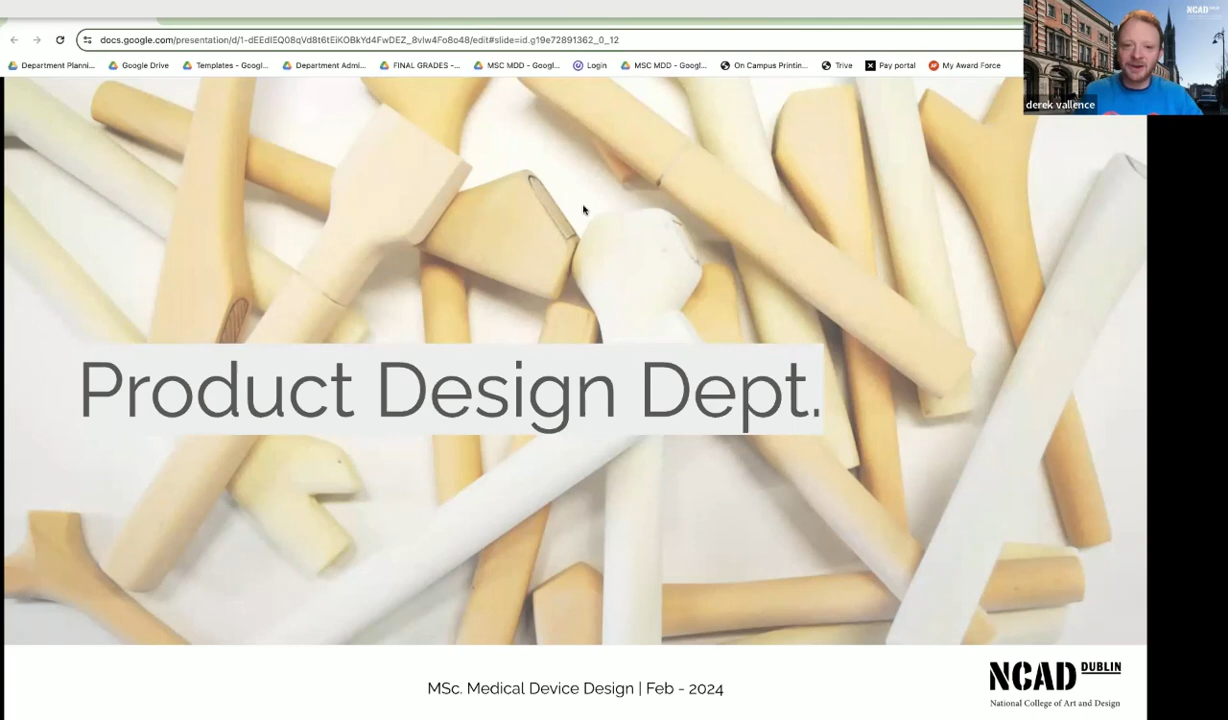 docs.google.com/presentation/d/1-dEEdIEQ08qVd8t6tEiKOBkYd4FwDEZ_8vIw4Fo8o48/edit#slide=id.g19e72891362_0_12
Department Planni... Google Drive Templates - Googl... Department Admi... FINAL GRADES -... MSC MDD - Googl... Login MSC MDD - Googl... On Campus Printin... Trive Pay portal My Award Force
NCAD
derek vallence
Product Design Dept.
MSc. Medical Device Design | Feb - 2024
NCAD DUBLIN
National College of Art and Design